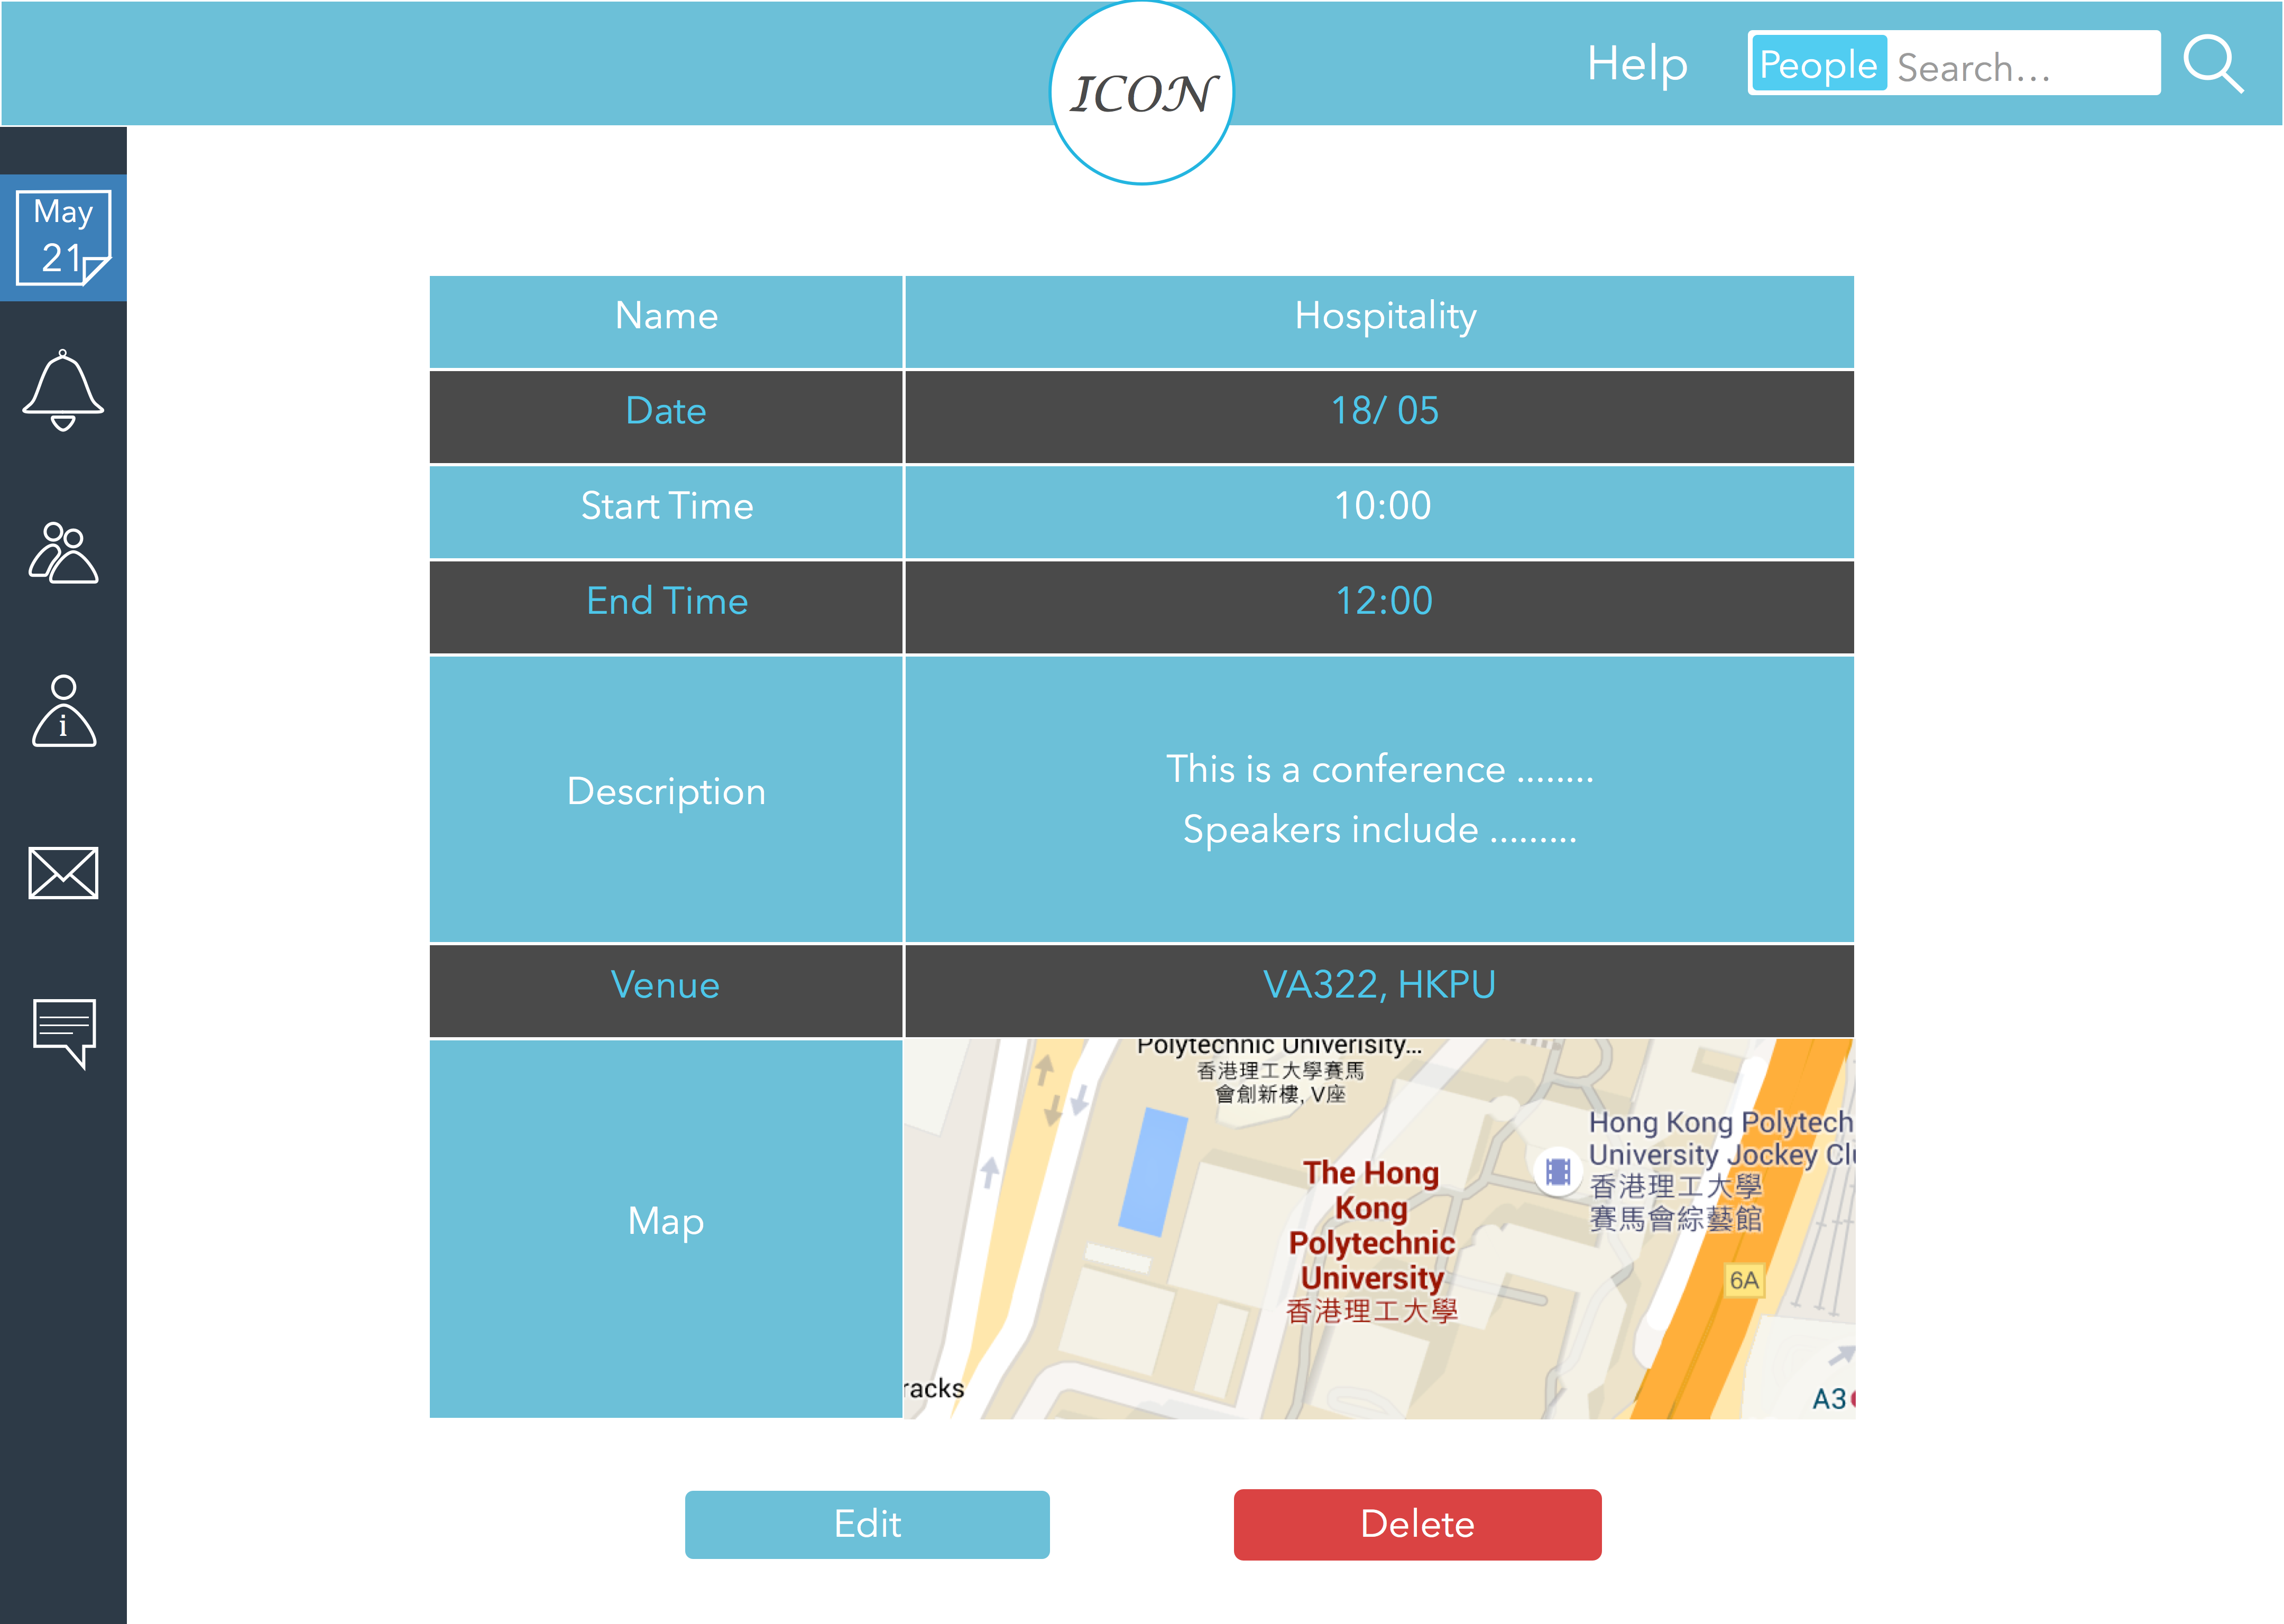 ICON
Help
People Search...
May
21
Name Hospitality
Date 18/ 05
Start Time 10:00
End Time 12:00
i
Description
This is a conference ........
Speakers include .........
Venue VA322, HKPU
Map
Polytechnic Univerisity...
香港理工大學賽馬
會創新樓, V座
Hong Kong Polytech
University Jockey Clu
香港理工大學
賽馬會綜藝館
The Hong
Kong
Polytechnic
University
香港理工大學
6A
racks
A3
Edit Delete